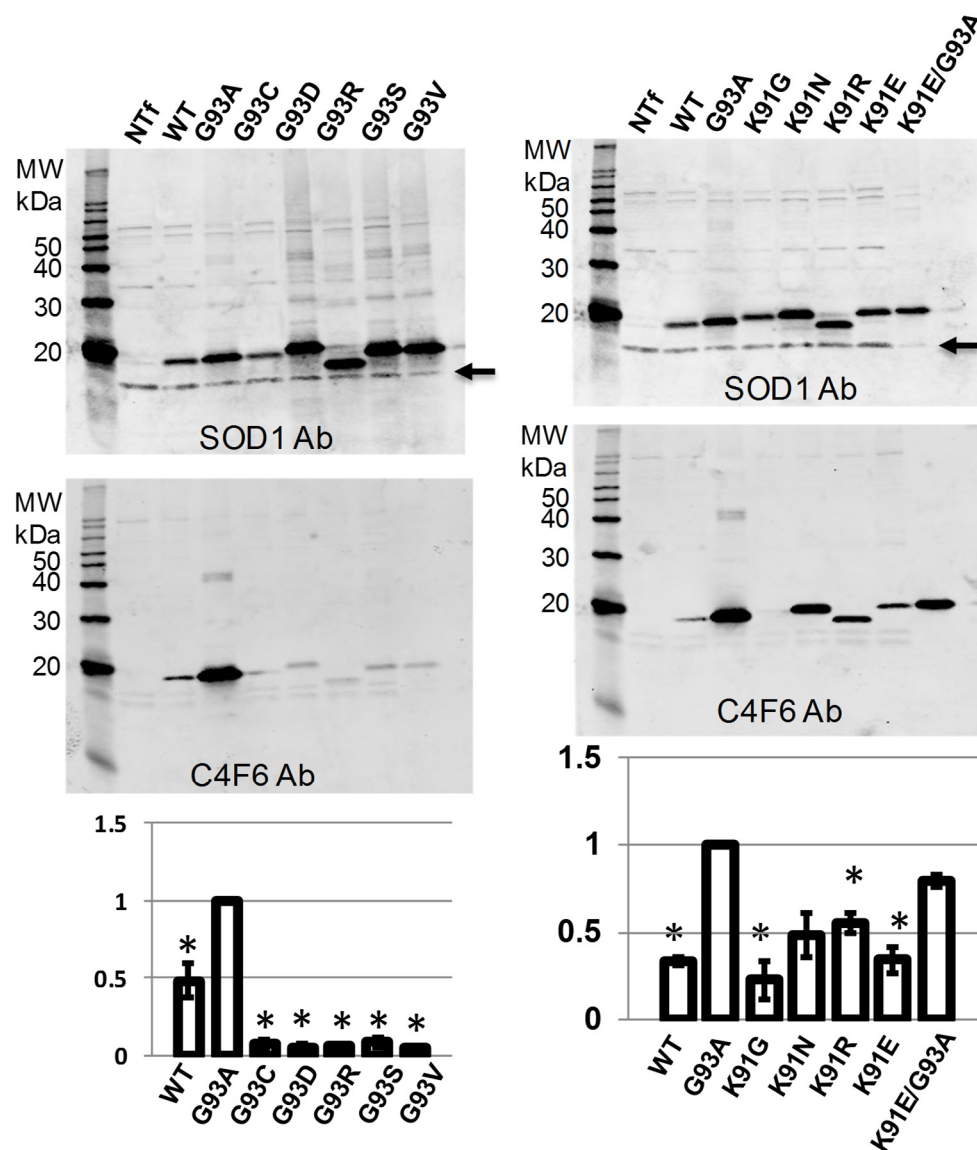 NTf WT G93A G93C G93D G93R G93S G93V
MW
kDa
50
40
30
20
SOD1 Ab
MW
kDa
50
40
30
20
C4F6 Ab
1.5
1
0.5
0
* * * * * *
WT G93A G93C G93D G93R G93S G93V
NTf WT G93A K91G K91N K91R K91E K91E/G93A
MW
kDa
50
40
30
20
SOD1 Ab
MW
kDa
50
40
30
20
C4F6 Ab
1.5
1
0.5
0
* * * *
WT G93A K91G K91N K91R K91E K91E/G93A